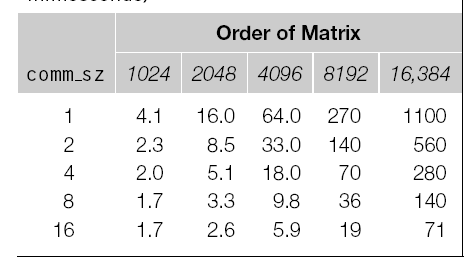 Order of Matrix
comm_sz 1024 2048 4096 8192 16,384
1 4.1 16.0 64.0 270 1100
2 2.3 8.5 33.0 140 560
4 2.0 5.1 18.0 70 280
8 1.7 3.3 9.8 36 140
16 1.7 2.6 5.9 19 71